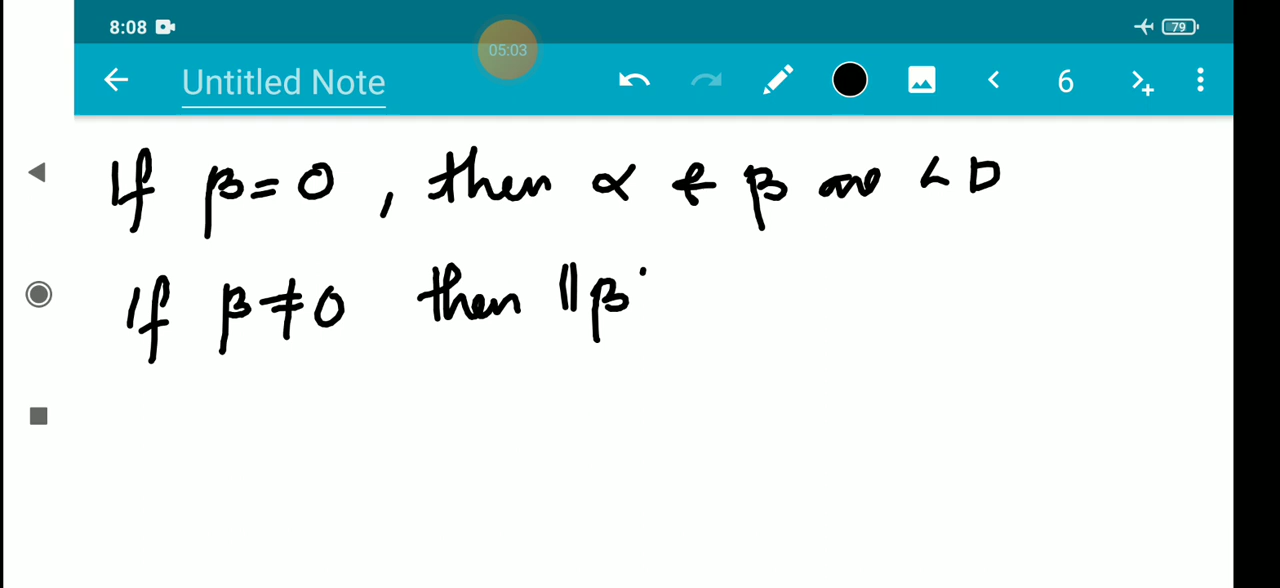 8:08
05:03
79
Untitled Note
6
If β = 0 , then α & β are LD
If β ≠ 0 then ||β